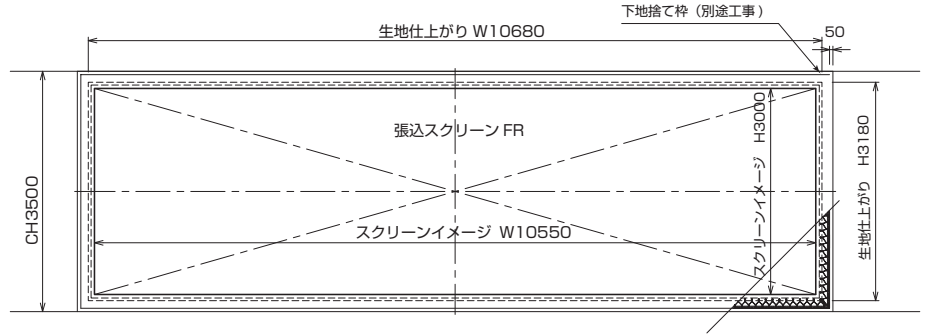 下地捨て枠（別途工事）
生地仕上がり W10680
50
張込スクリーン FR
スクリーンイメージ H3000
生地仕上がり H3180
CH3500
スクリーンイメージ W10550